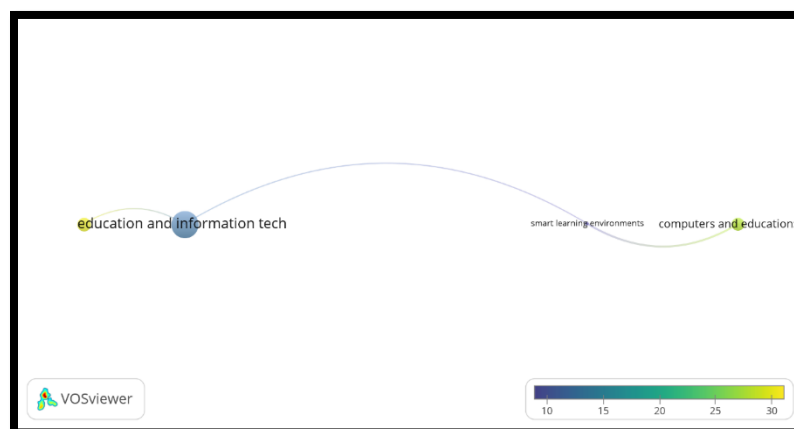 education and information tech
smart learning environments
computers and education
VOSviewer
10 15 20 25 30